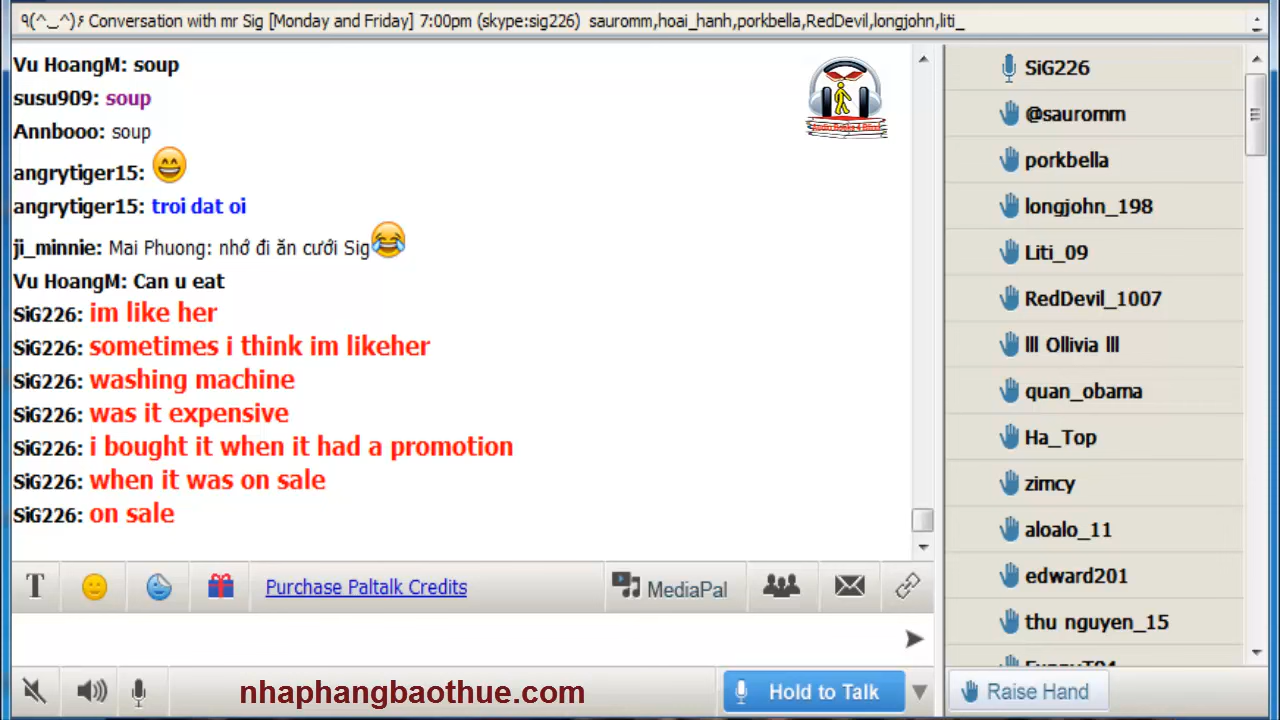 ٩(^‿^)۶ Conversation with mr Sig [Monday and Friday] 7:00pm (skype:sig226) sauromm,hoai_hanh,porkbella,RedDevil,longjohn,liti_
Vu HoangM: soup
susu909: soup
Annbooo: soup
angrytiger15: 😄
angrytiger15: troi dat oi
ji_minnie: Mai Phuong: nhớ đi ăn cưới Sig😂
Vu HoangM: Can u eat
SiG226: im like her
SiG226: sometimes i think im likeher
SiG226: washing machine
SiG226: was it expensive
SiG226: i bought it when it had a promotion
SiG226: when it was on sale
SiG226: on sale
T
Purchase Paltalk Credits
MediaPal
nhaphangbaothue.com
Hold to Talk
SiG226
@sauromm
porkbella
longjohn_198
Liti_09
RedDevil_1007
lll Ollivia lll
quan_obama
Ha_Top
zimcy
aloalo_11
edward201
thu nguyen_15
Raise Hand